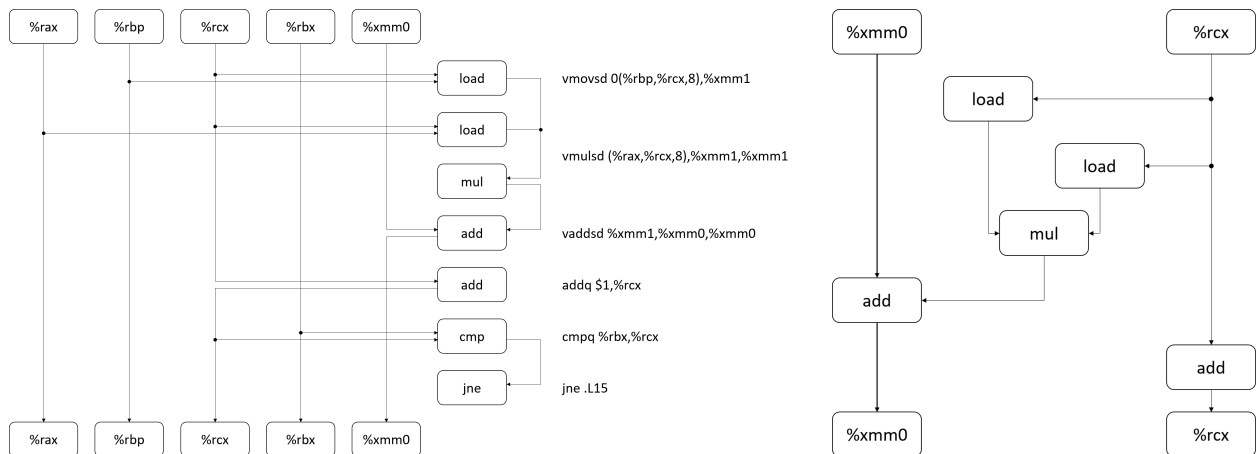 %rax %rbp %rcx %rbx %xmm0
load vmovsd 0(%rbp,%rcx,8),%xmm1
load
vmulsd (%rax,%rcx,8),%xmm1,%xmm1
mul
add vaddsd %xmm1,%xmm0,%xmm0
add addq $1,%rcx
cmp cmpq %rbx,%rcx
jne jne .L15
%rax %rbp %rcx %rbx %xmm0
%xmm0 %rcx
load
load
mul
add
add
%xmm0 %rcx